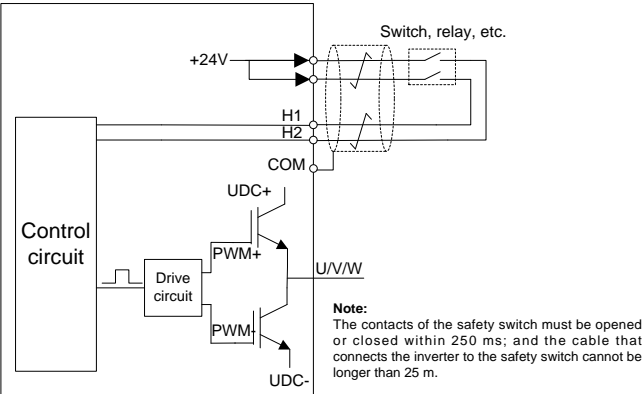 Switch, relay, etc.
+24V
H1
H2
COM
UDC+
Control
circuit
PWM+
Drive
circuit
U/V/W
PWM-
UDC-
Note:
The contacts of the safety switch must be opened
or closed within 250 ms; and the cable that
connects the inverter to the safety switch cannot be
longer than 25 m.